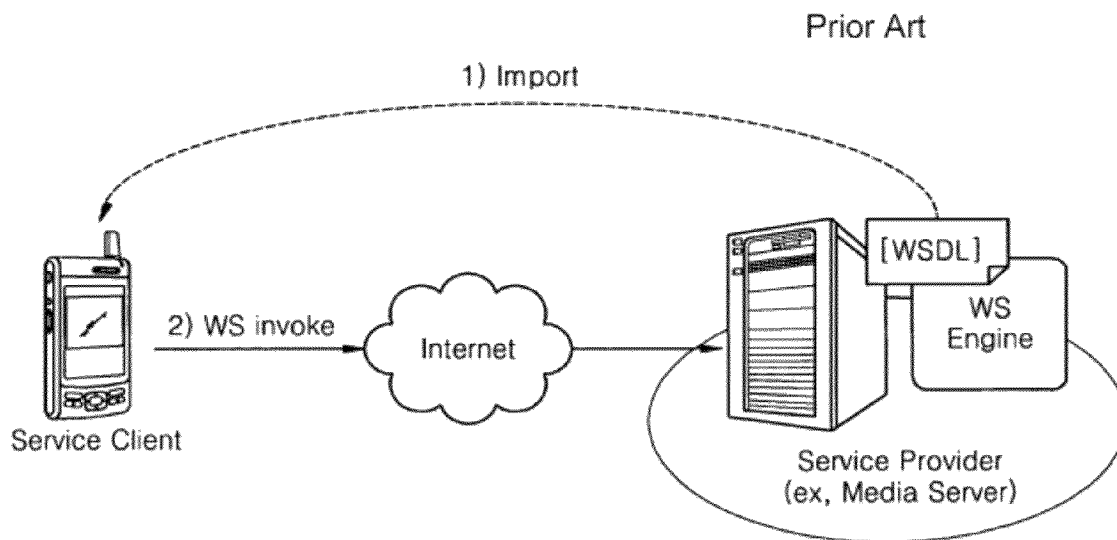 Prior Art
1) Import
[WSDL]
WS
Engine
2) WS invoke
Internet
Service Client
Service Provider
(ex, Media Server)